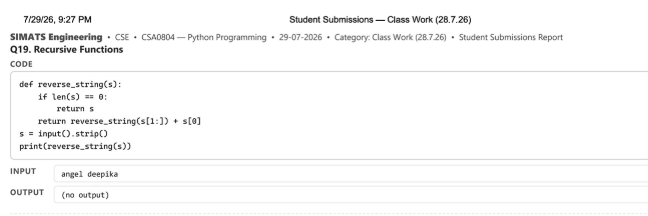 7/29/26, 9:27 PM Student Submissions — Class Work (28.7.26)
SIMATS Engineering • CSE • CSA0804 — Python Programming • 29-07-2026 • Category: Class Work (28.7.26) • Student Submissions Report
Q19. Recursive Functions
CODE
def reverse_string(s):
    if len(s) == 0:
        return s
    return reverse_string(s[1:]) + s[0]
s = input().strip()
print(reverse_string(s))
INPUT angel deepika
OUTPUT (no output)